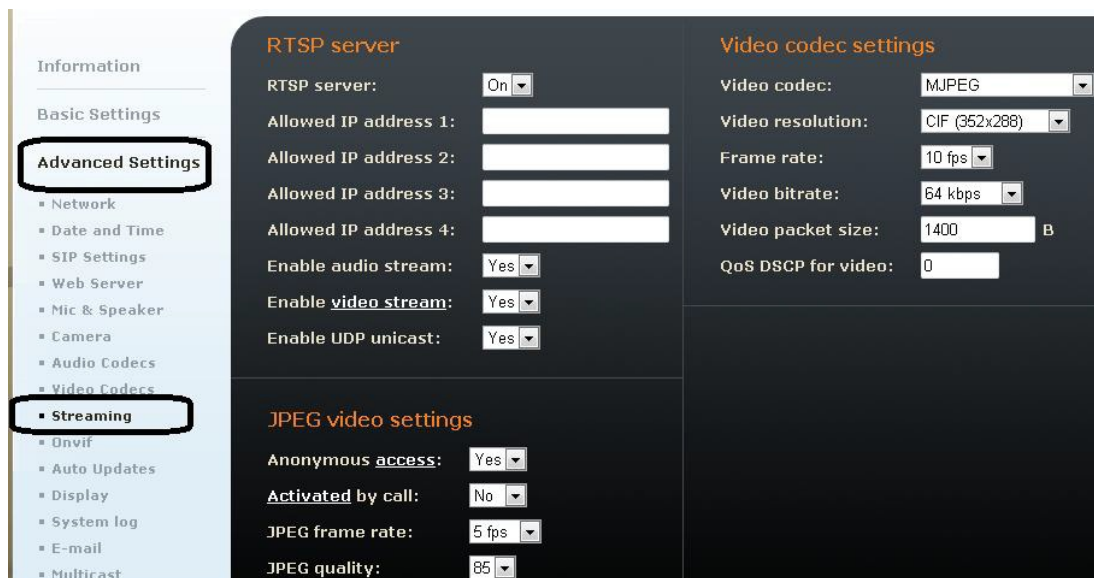 Information
Basic Settings
Advanced Settings
Network
Date and Time
SIP Settings
Web Server
Mic & Speaker
Camera
Audio Codecs
Video Codecs
Streaming
Onvif
Auto Updates
Display
System log
E-mail
Multicast
RTSP server
RTSP server: On
Allowed IP address 1:
Allowed IP address 2:
Allowed IP address 3:
Allowed IP address 4:
Enable audio stream: Yes
Enable video stream: Yes
Enable UDP unicast: Yes
JPEG video settings
Anonymous access: Yes
Activated by call: No
JPEG frame rate: 5 fps
JPEG quality: 85
Video codec settings
Video codec: MJPEG
Video resolution: CIF (352x288)
Frame rate: 10 fps
Video bitrate: 64 kbps
Video packet size: 1400 B
QoS DSCP for video: 0